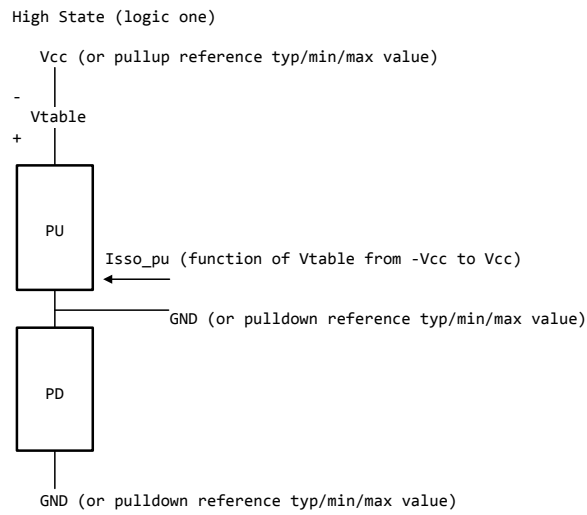 High State (logic one)
Vcc (or pullup reference typ/min/max value)
-
Vtable
+
PU
Isso_pu (function of Vtable from -Vcc to Vcc)
GND (or pulldown reference typ/min/max value)
PD
GND (or pulldown reference typ/min/max value)